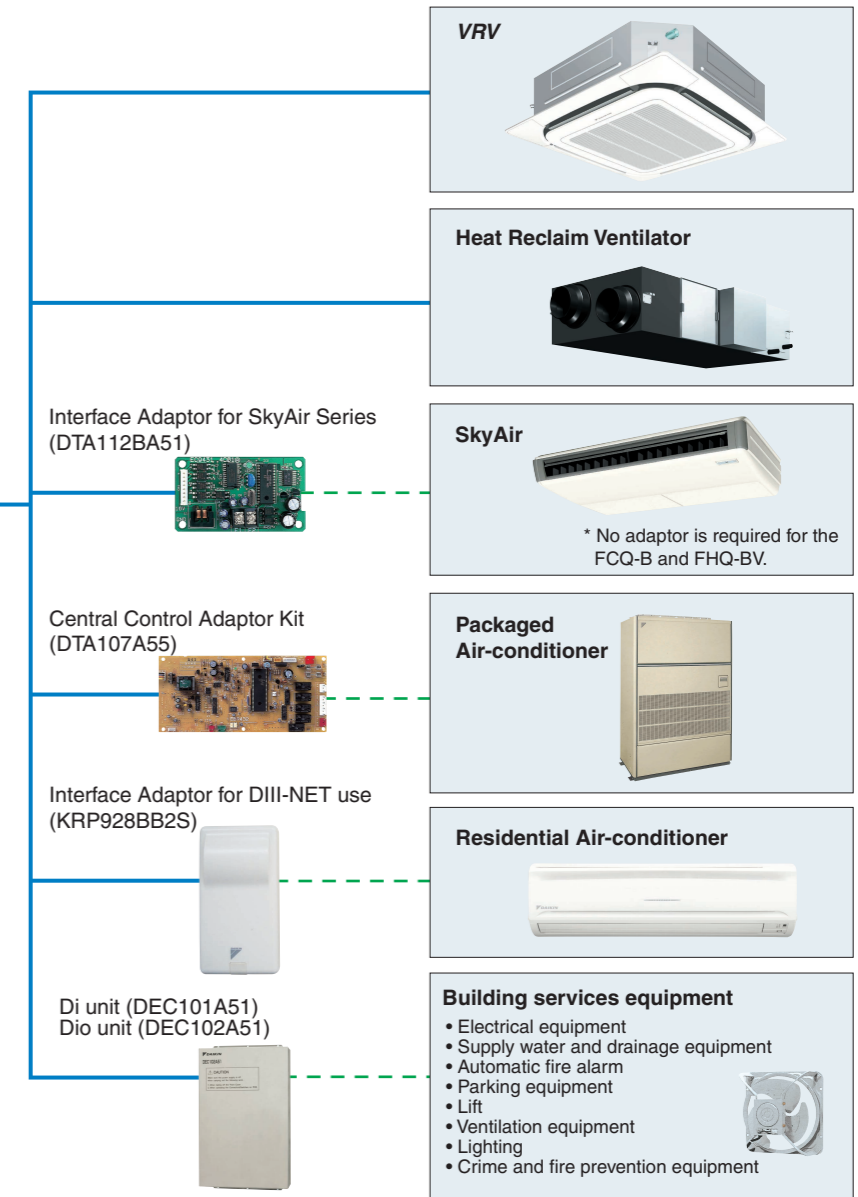 VRV
Heat Reclaim Ventilator
Interface Adaptor for SkyAir Series
(DTA112BA51)
SkyAir
* No adaptor is required for the
FCQ-B and FHQ-BV.
Central Control Adaptor Kit
(DTA107A55)
Packaged
Air-conditioner
Interface Adaptor for DIII-NET use
(KRP928BB2S)
Residential Air-conditioner
DAIKIN
Di unit (DEC101A51)
Dio unit (DEC102A51)
DAIKIN
CAUTION
Building services equipment
• Electrical equipment
• Supply water and drainage equipment
• Automatic fire alarm
• Parking equipment
• Lift
• Ventilation equipment
• Lighting
• Crime and fire prevention equipment